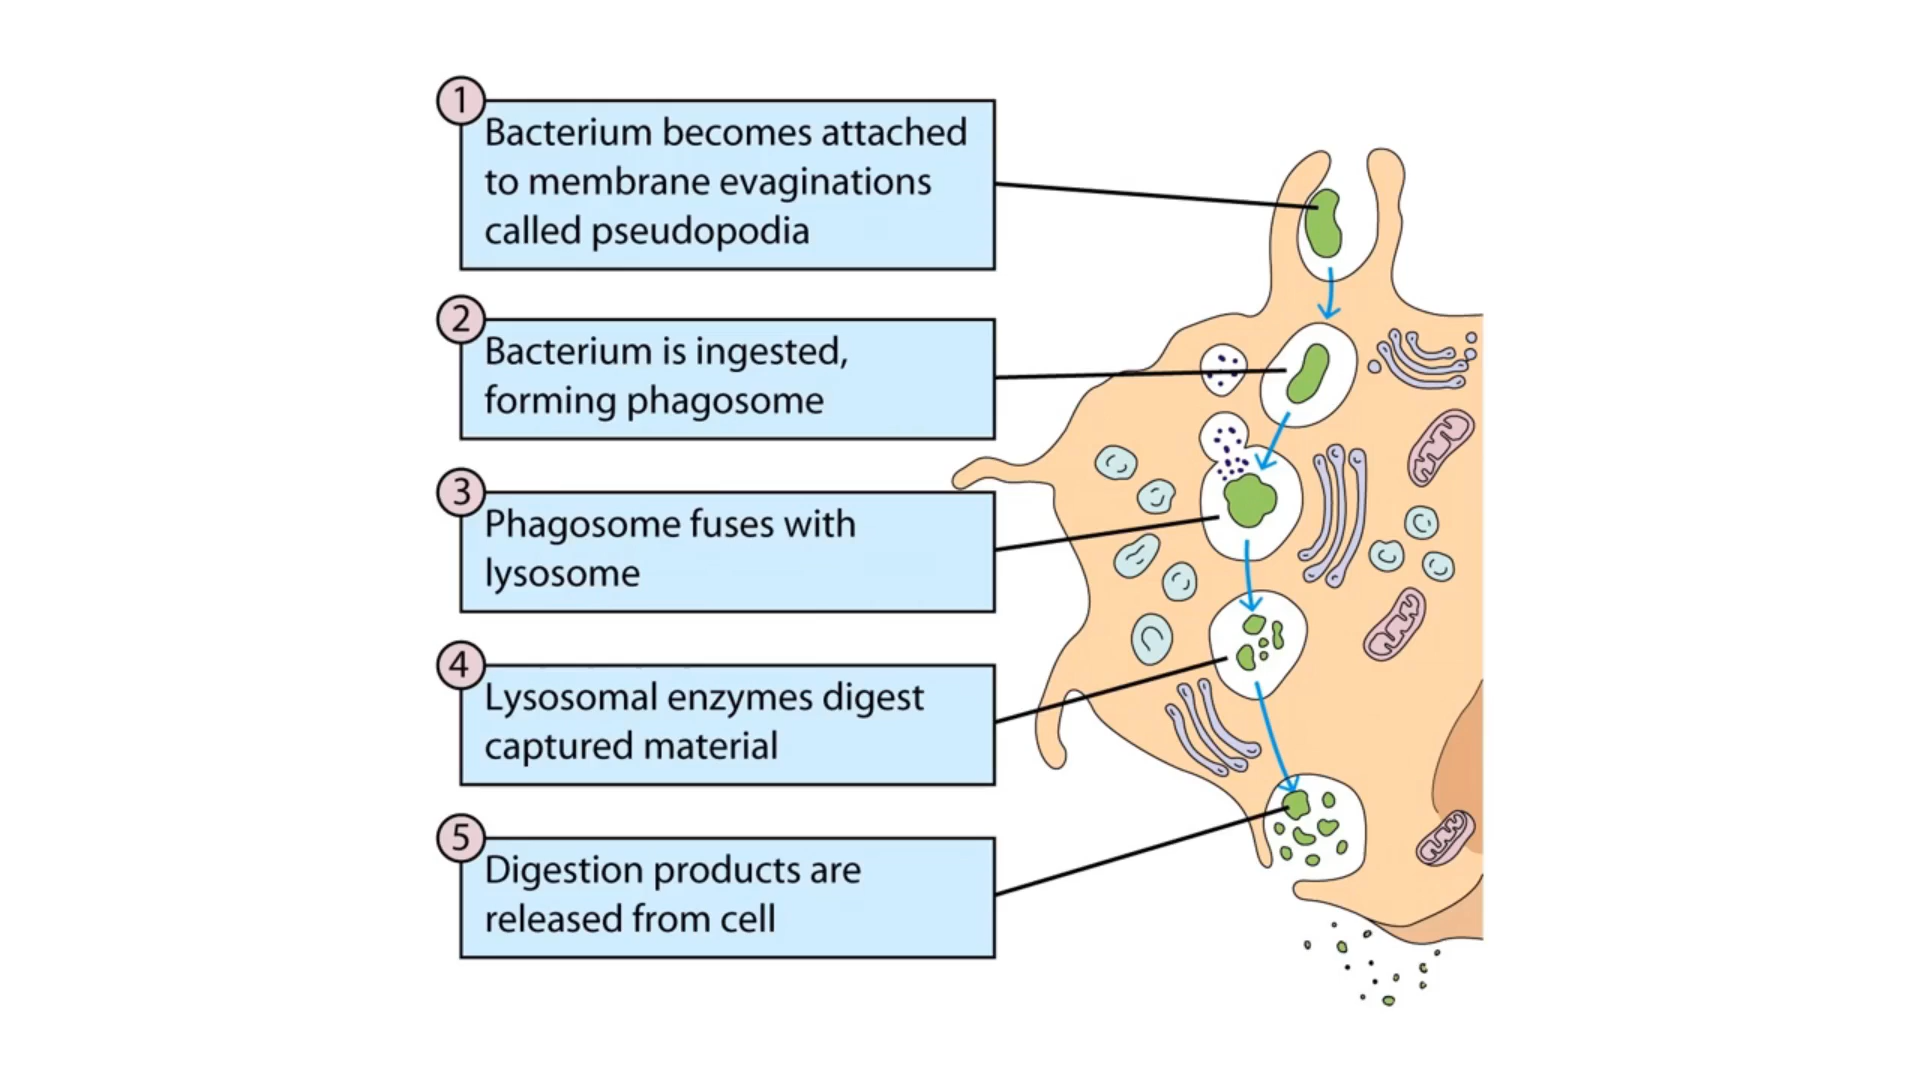 1
Bacterium becomes attached
to membrane evaginations
called pseudopodia
2
Bacterium is ingested,
forming phagosome
3
Phagosome fuses with
lysosome
4
Lysosomal enzymes digest
captured material
5
Digestion products are
released from cell